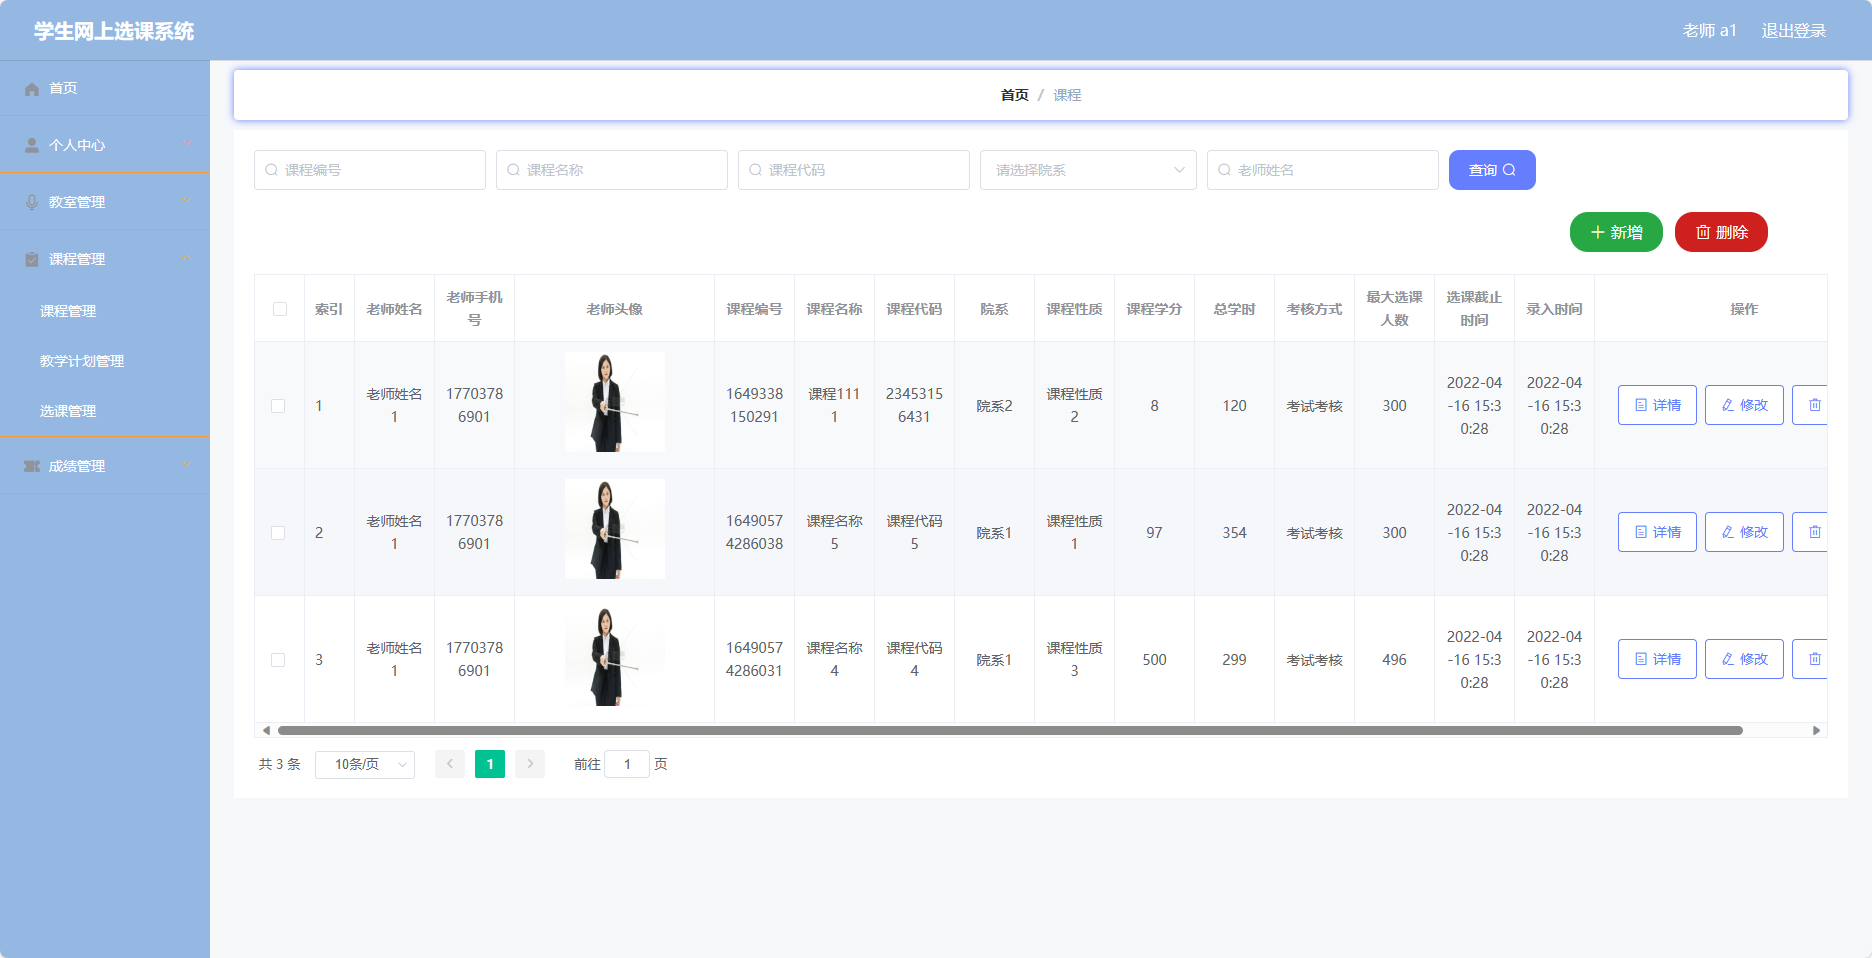 学生网上选课系统
老师 a1 退出登录
首页
个人中心
教室管理
课程管理
课程管理
教学计划管理
选课管理
成绩管理
首页 / 课程
课程编号 课程名称 课程代码 请选择院系 老师姓名 查询
新增 删除
索引 老师姓名 老师手机号 老师头像 课程编号 课程名称 课程代码 院系 课程性质 课程学分 总学时 考核方式 最大选课人数 选课截止时间 录入时间 操作
1 老师姓名1 17703786901 1649338150291 课程1111 23453156431 院系2 课程性质2 8 120 考试考核 300 2022-04-16 15:30:28 2022-04-16 15:30:28 详情 修改
2 老师姓名1 17703786901 16490574286038 课程名称5 课程代码5 院系1 课程性质1 97 354 考试考核 300 2022-04-16 15:30:28 2022-04-16 15:30:28 详情 修改
3 老师姓名1 17703786901 16490574286031 课程名称4 课程代码4 院系1 课程性质3 500 299 考试考核 496 2022-04-16 15:30:28 2022-04-16 15:30:28 详情 修改
共 3 条 10条/页 1 前往 1 页